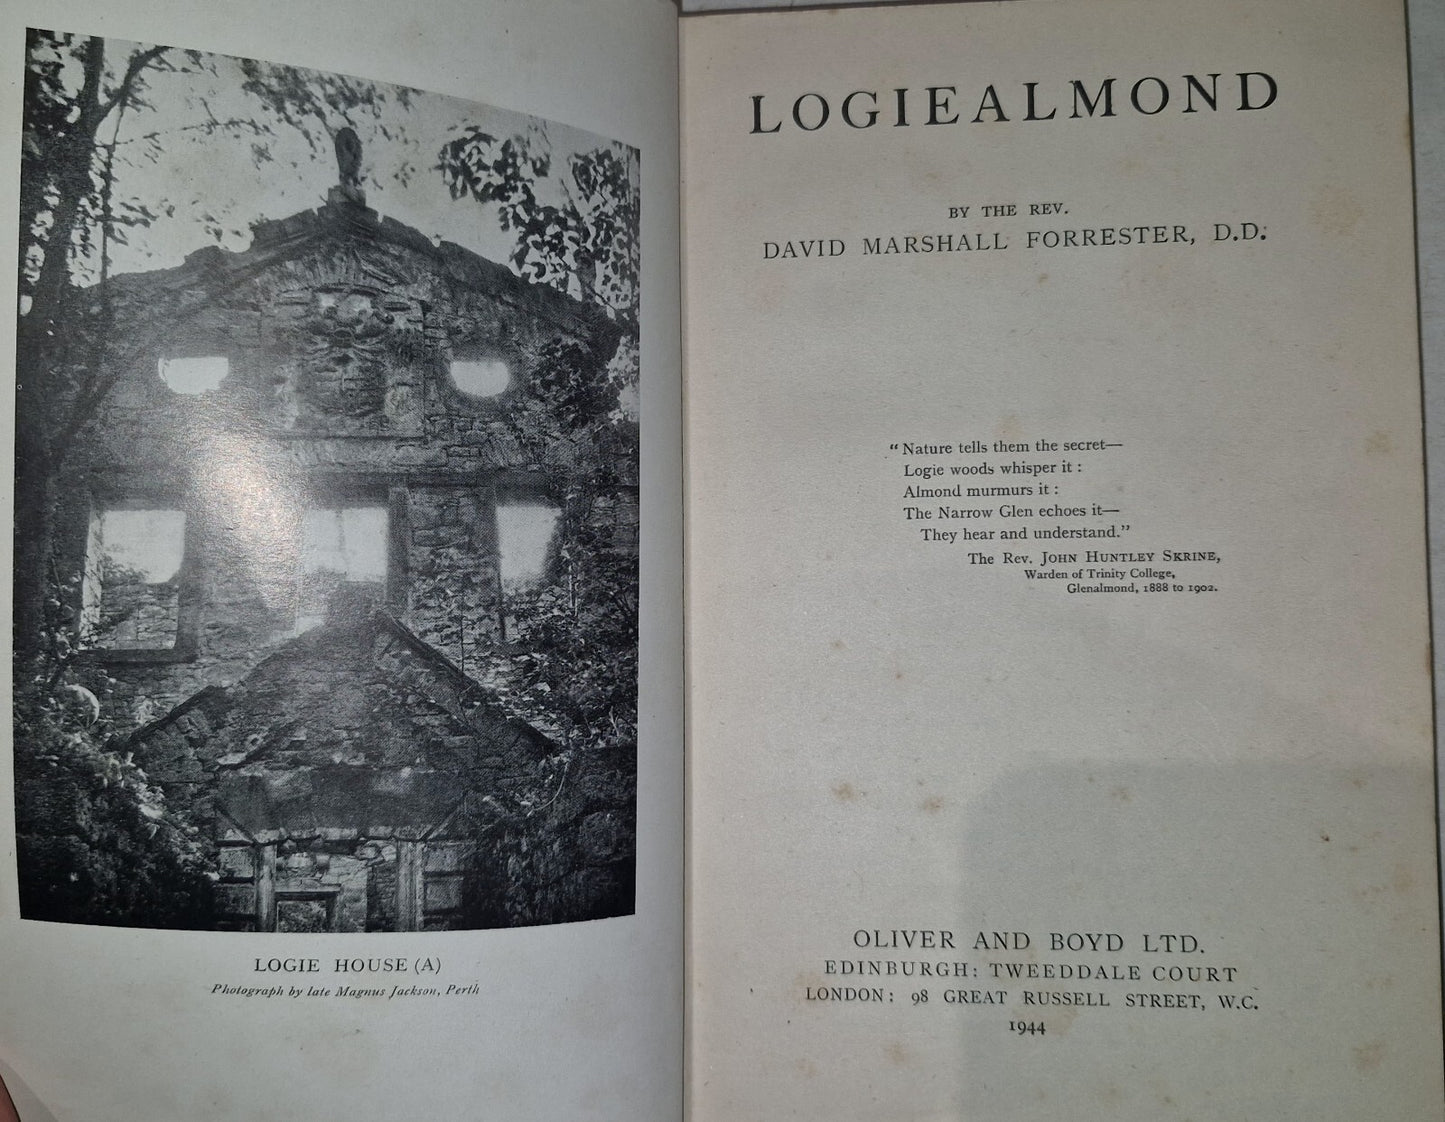 LOGIE HOUSE (A)
Photograph by late Magnus Jackson, Perth
LOGIEALMOND
BY THE REV.
DAVID MARSHALL FORRESTER, D.D.
“Nature tells them the secret—
Logie woods whisper it :
Almond murmurs it :
The Narrow Glen echoes it—
They hear and understand.”
The Rev. JOHN HUNTLEY SKRINE,
Warden of Trinity College,
Glenalmond, 1888 to 1902.
OLIVER AND BOYD LTD.
EDINBURGH: TWEEDDALE COURT
LONDON: 98 GREAT RUSSELL STREET, W.C.
1944